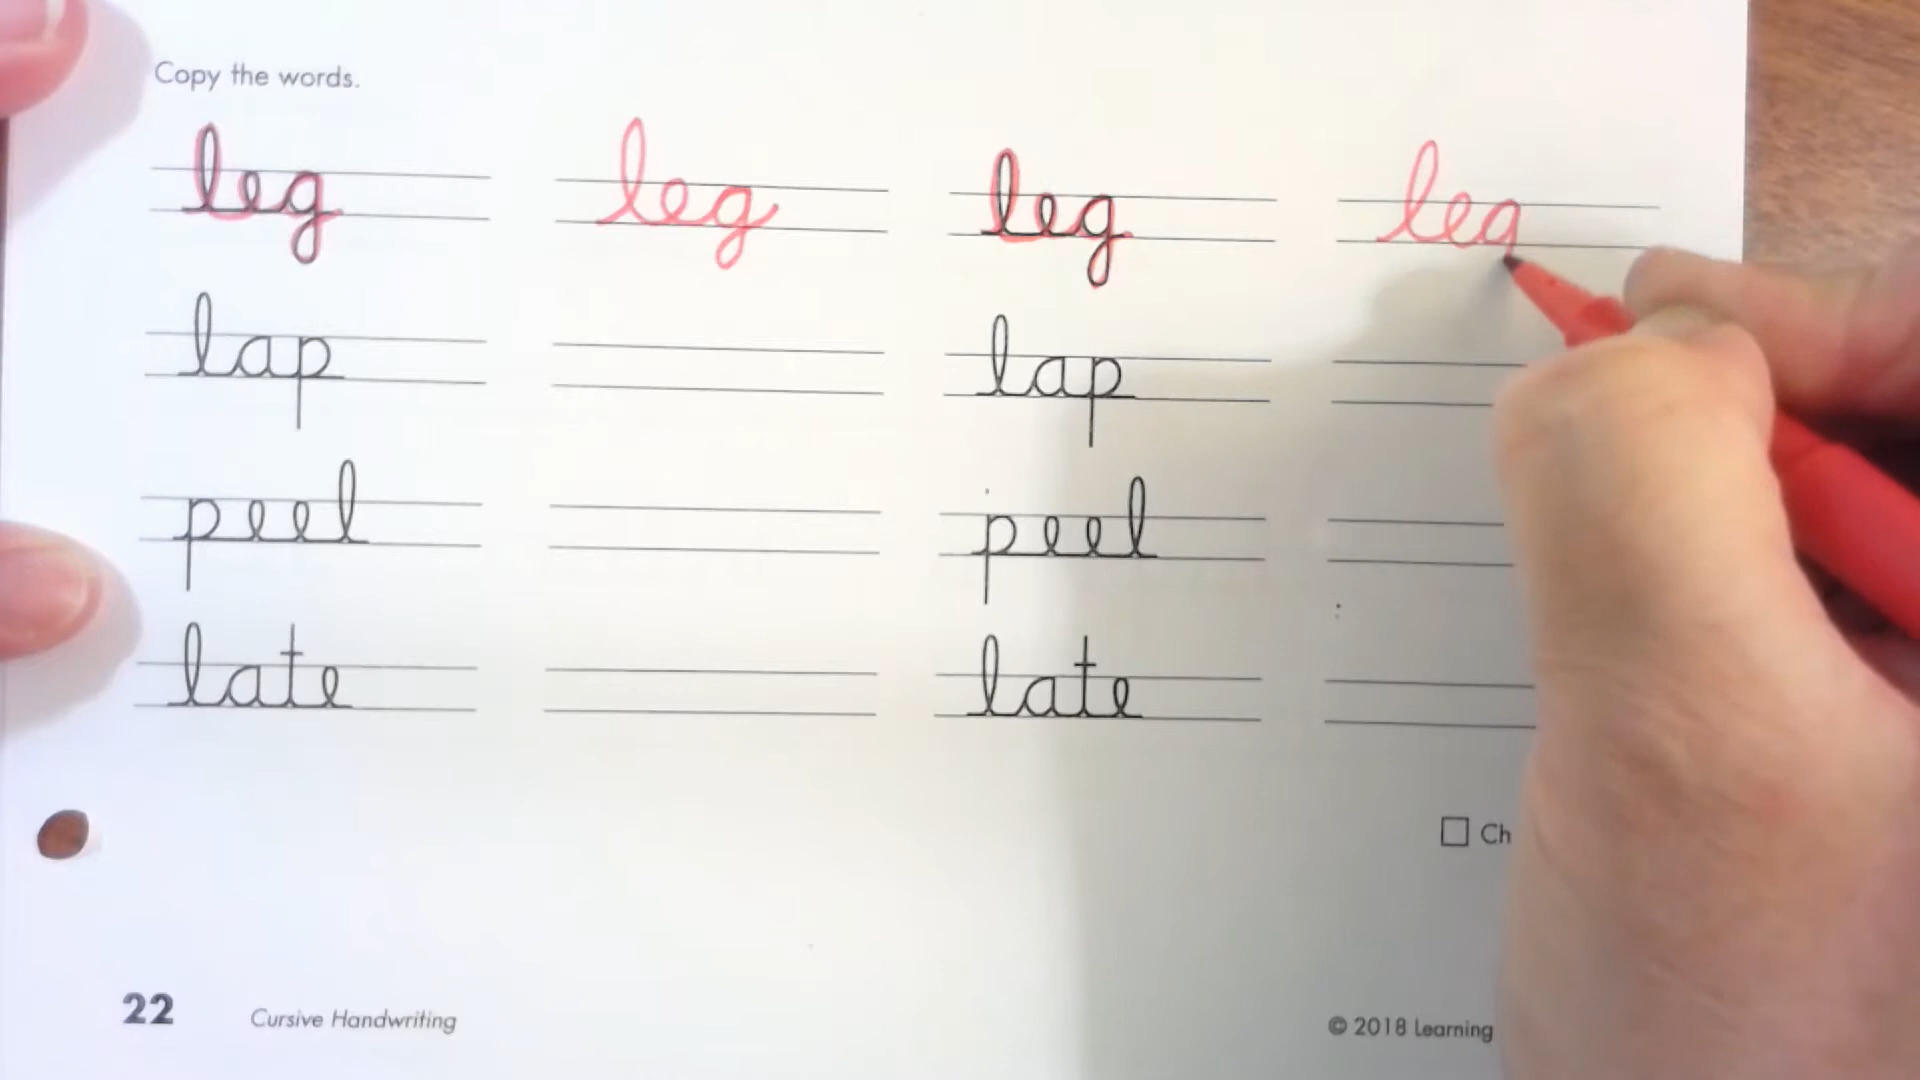 Copy the words.
leg leg leg leg
lap lap
peel peel
late late
Ch
22 Cursive Handwriting © 2018 Learning